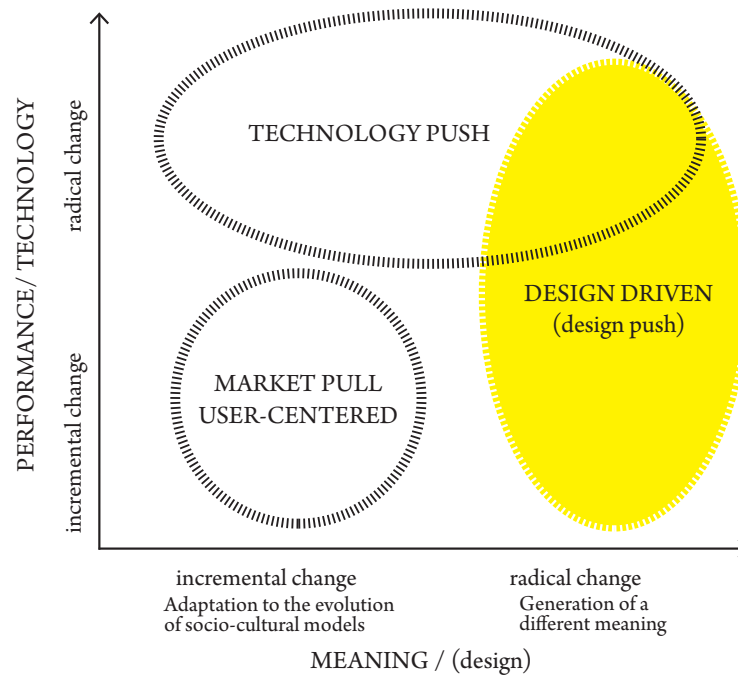 PERFORMANCE/ TECHNOLOGY
radical change
incremental change
TECHNOLOGY PUSH
DESIGN DRIVEN
(design push)
MARKET PULL
USER-CENTERED
incremental change
Adaptation to the evolution
of socio-cultural models
radical change
Generation of a
different meaning
MEANING / (design)